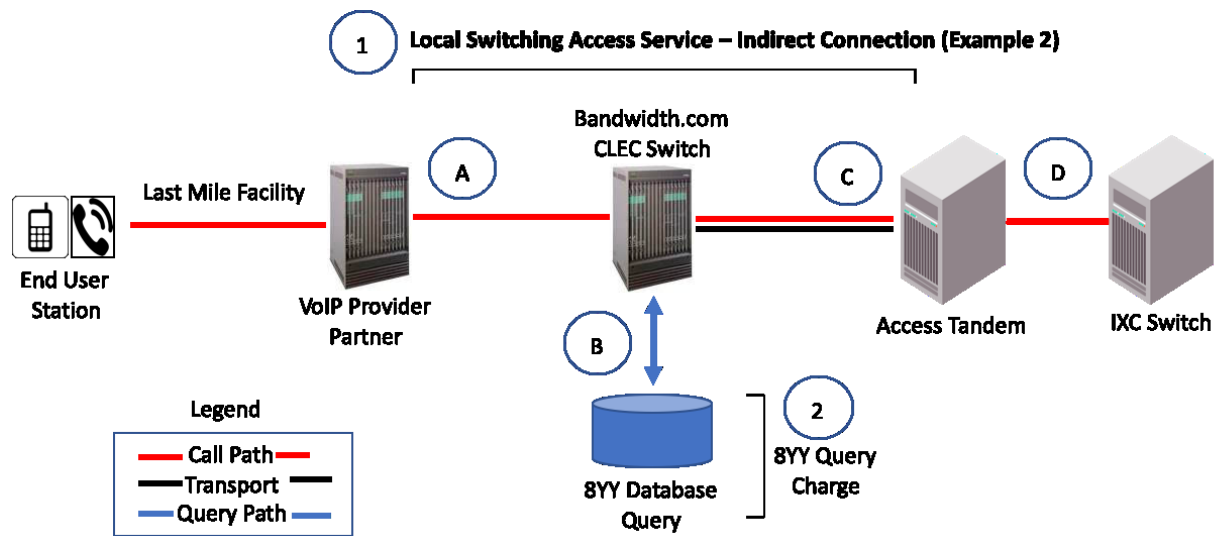 1
Local Switching Access Service – Indirect Connection (Example 2)
Bandwidth.com
CLEC Switch
A
C
D
Last Mile Facility
End User
Station
VoIP Provider
Partner
Access Tandem
IXC Switch
B
2
8YY Query
Charge
8YY Database
Query
Legend
Call Path
Transport
Query Path